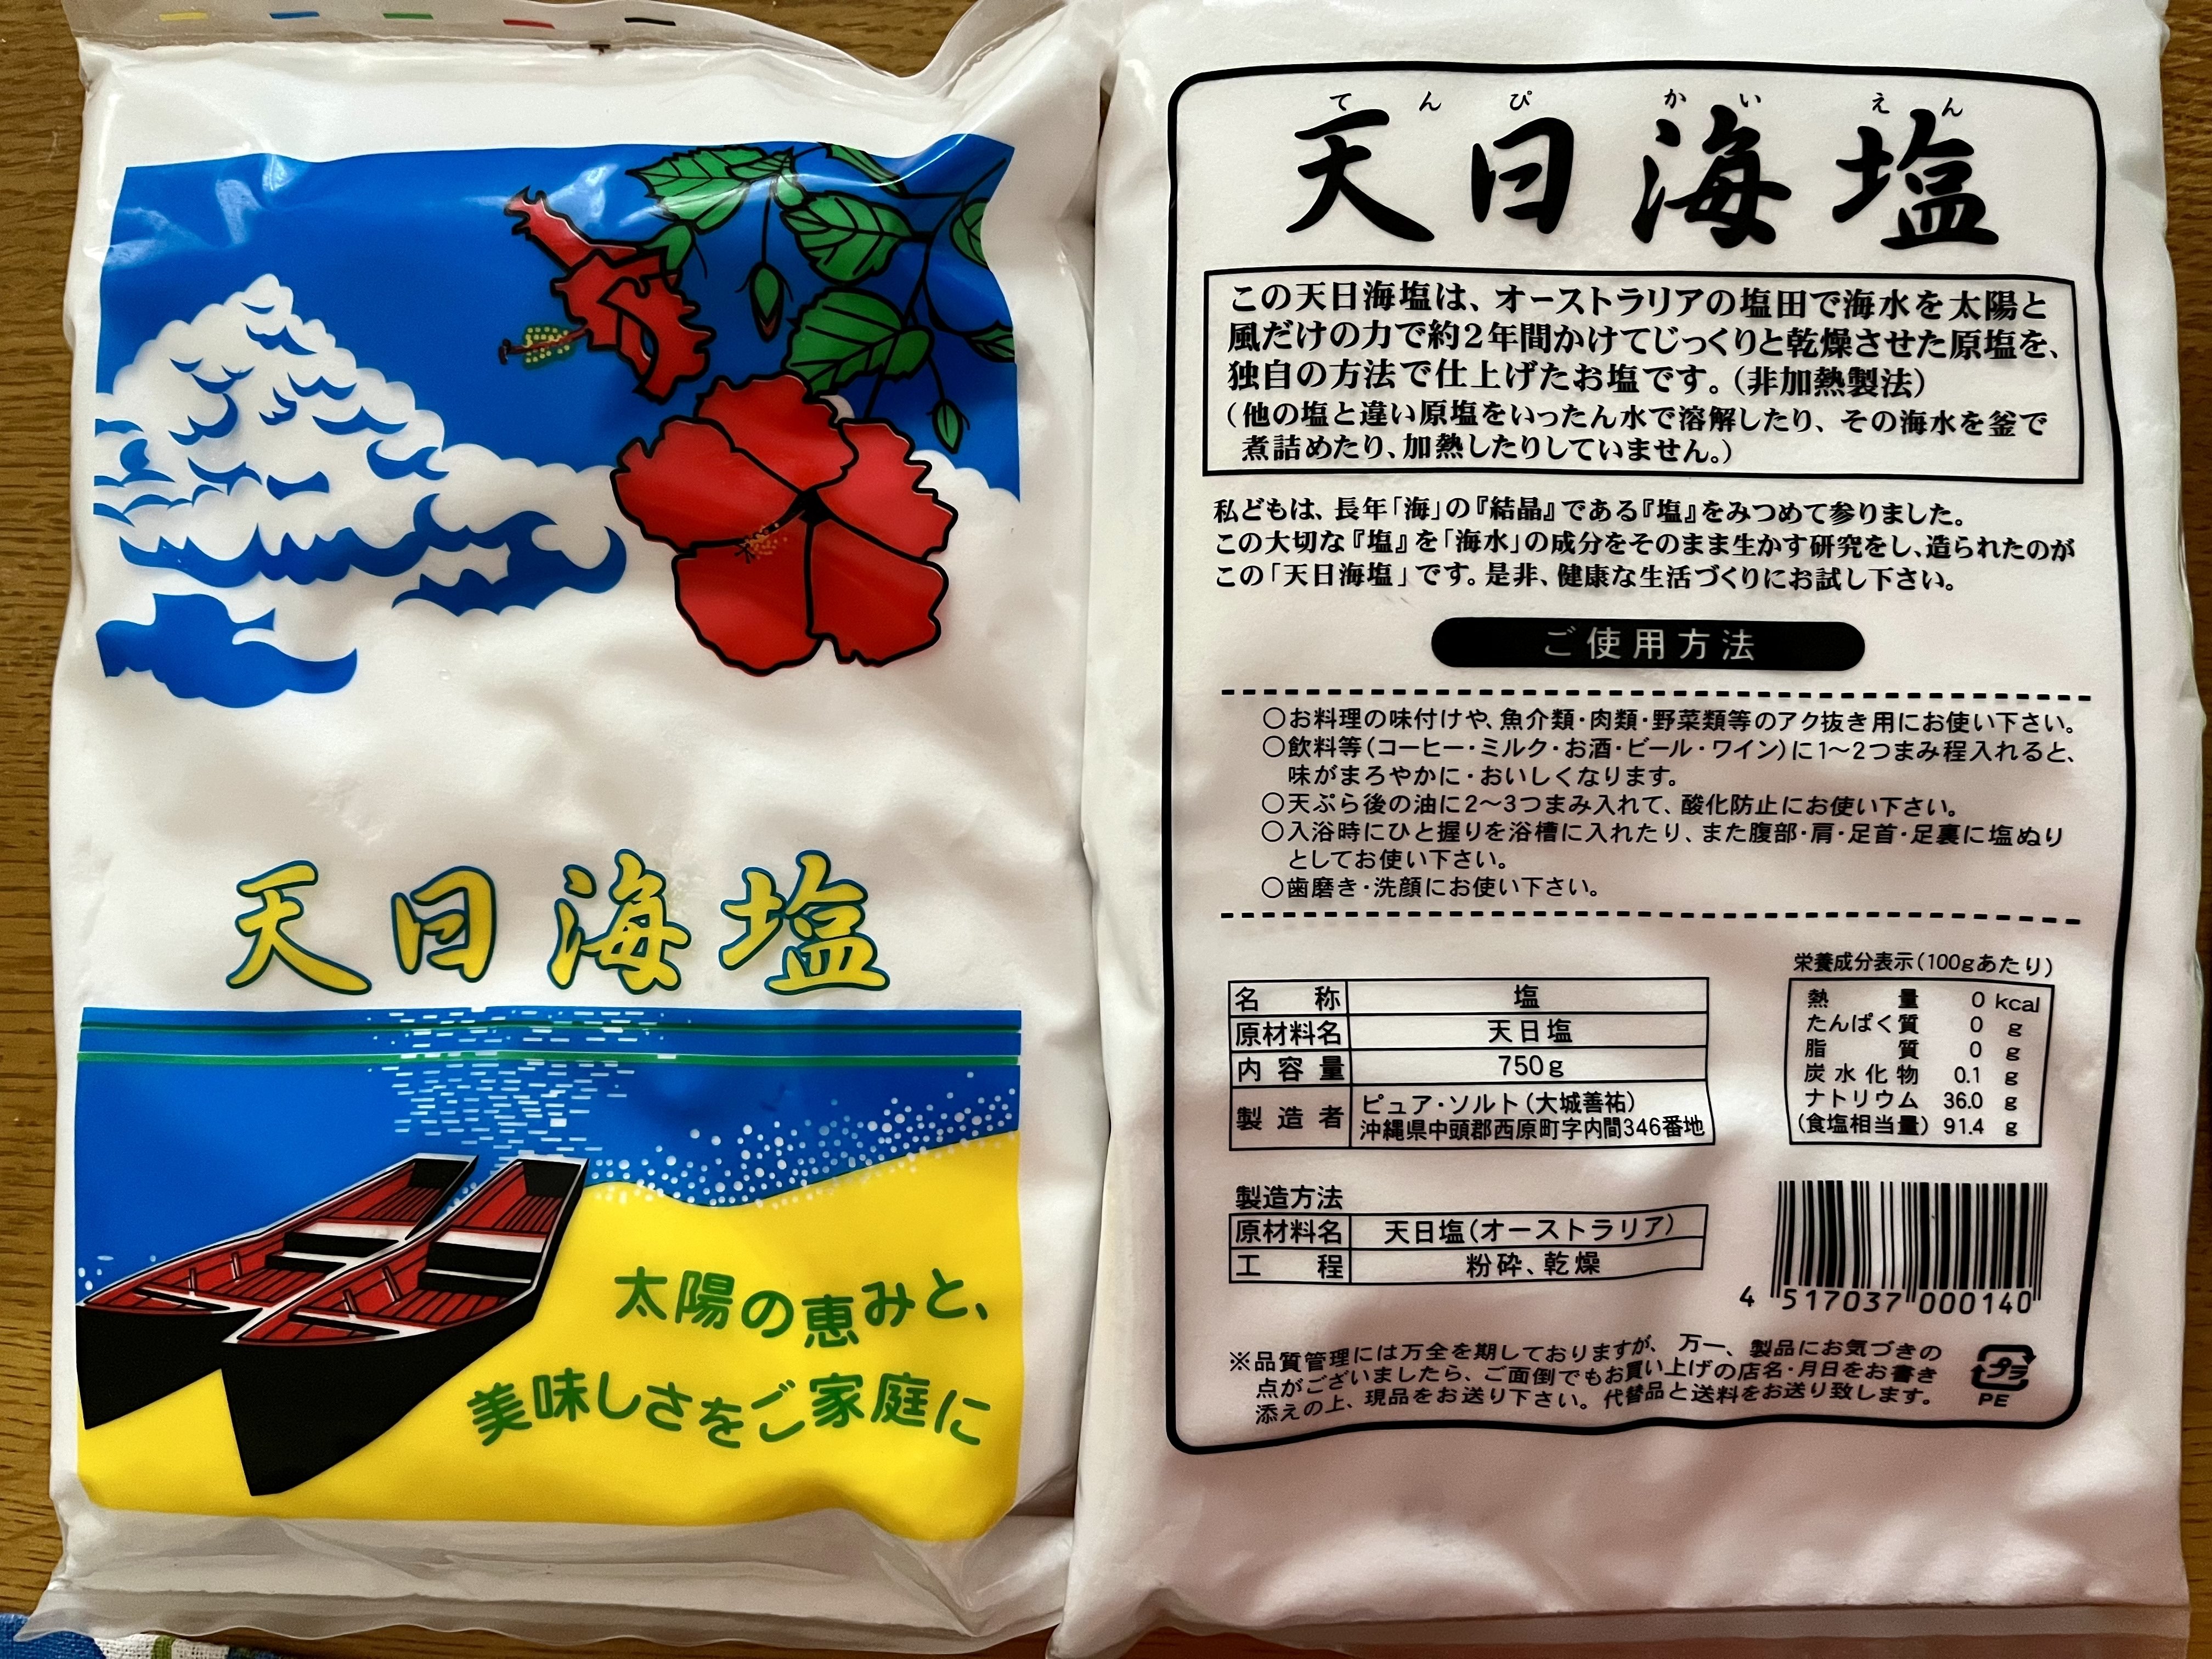 天日海塩
太陽の恵みと、
美味しさをご家庭に
てんぴかいえん
天日海塩
この天日海塩は、オーストラリアの塩田で海水を太陽と
風だけの力で約2年間かけてじっくりと乾燥させた原塩を、
独自の方法で仕上げたお塩です。(非加熱製法)
(他の塩と違い原塩をいったん水で溶解したり、その海水を釜で
煮詰めたり、加熱したりしていません。)
私どもは、長年「海」の『結晶』である『塩』をみつめて参りました。
この大切な『塩』を「海水」の成分をそのまま生かす研究をし、造られたのが
この「天日海塩」です。是非、健康な生活づくりにお試し下さい。
ご使用方法
○お料理の味付けや、魚介類・肉類・野菜類等のアク抜き用にお使い下さい。
○飲料等(コーヒー・ミルク・お酒・ビール・ワイン)に1〜2つまみ程入れると、
味がまろやかに・おいしくなります。
○天ぷら後の油に2〜3つまみ入れて、酸化防止にお使い下さい。
○入浴時にひと握りを浴槽に入れたり、また腹部・肩・足首・足裏に塩ぬり
としてお使い下さい。
○歯磨き・洗顔にお使い下さい。
名称 塩
原材料名 天日塩
内容量 750g
製造者 ピュア・ソルト(大城善祐)
沖縄県中頭郡西原町字内間346番地
製造方法
原材料名 天日塩(オーストラリア)
工程 粉砕、乾燥
栄養成分表示(100gあたり)
熱量 0 kcal
たんぱく質 0 g
脂質 0 g
炭水化物 0.1 g
ナトリウム 36.0 g
(食塩相当量) 91.4 g
4 517037 000140
※品質管理には万全を期しておりますが、万一、製品にお気づきの
点がございましたら、ご面倒でもお買い上げの店名・月日をお書き
添えの上、現品をお送り下さい。代替品と送料をお送り致します。
プラ
PE